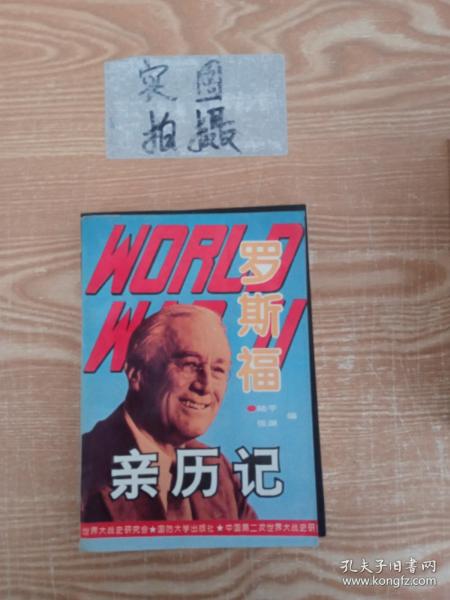 实图
拍摄
WORLD
WAR II
罗斯福
陆平
编
亲历记
世界大战史研究会★国防大学出版社★中国第二次世界大战史研
孔夫子旧书网
www.kongfz.com